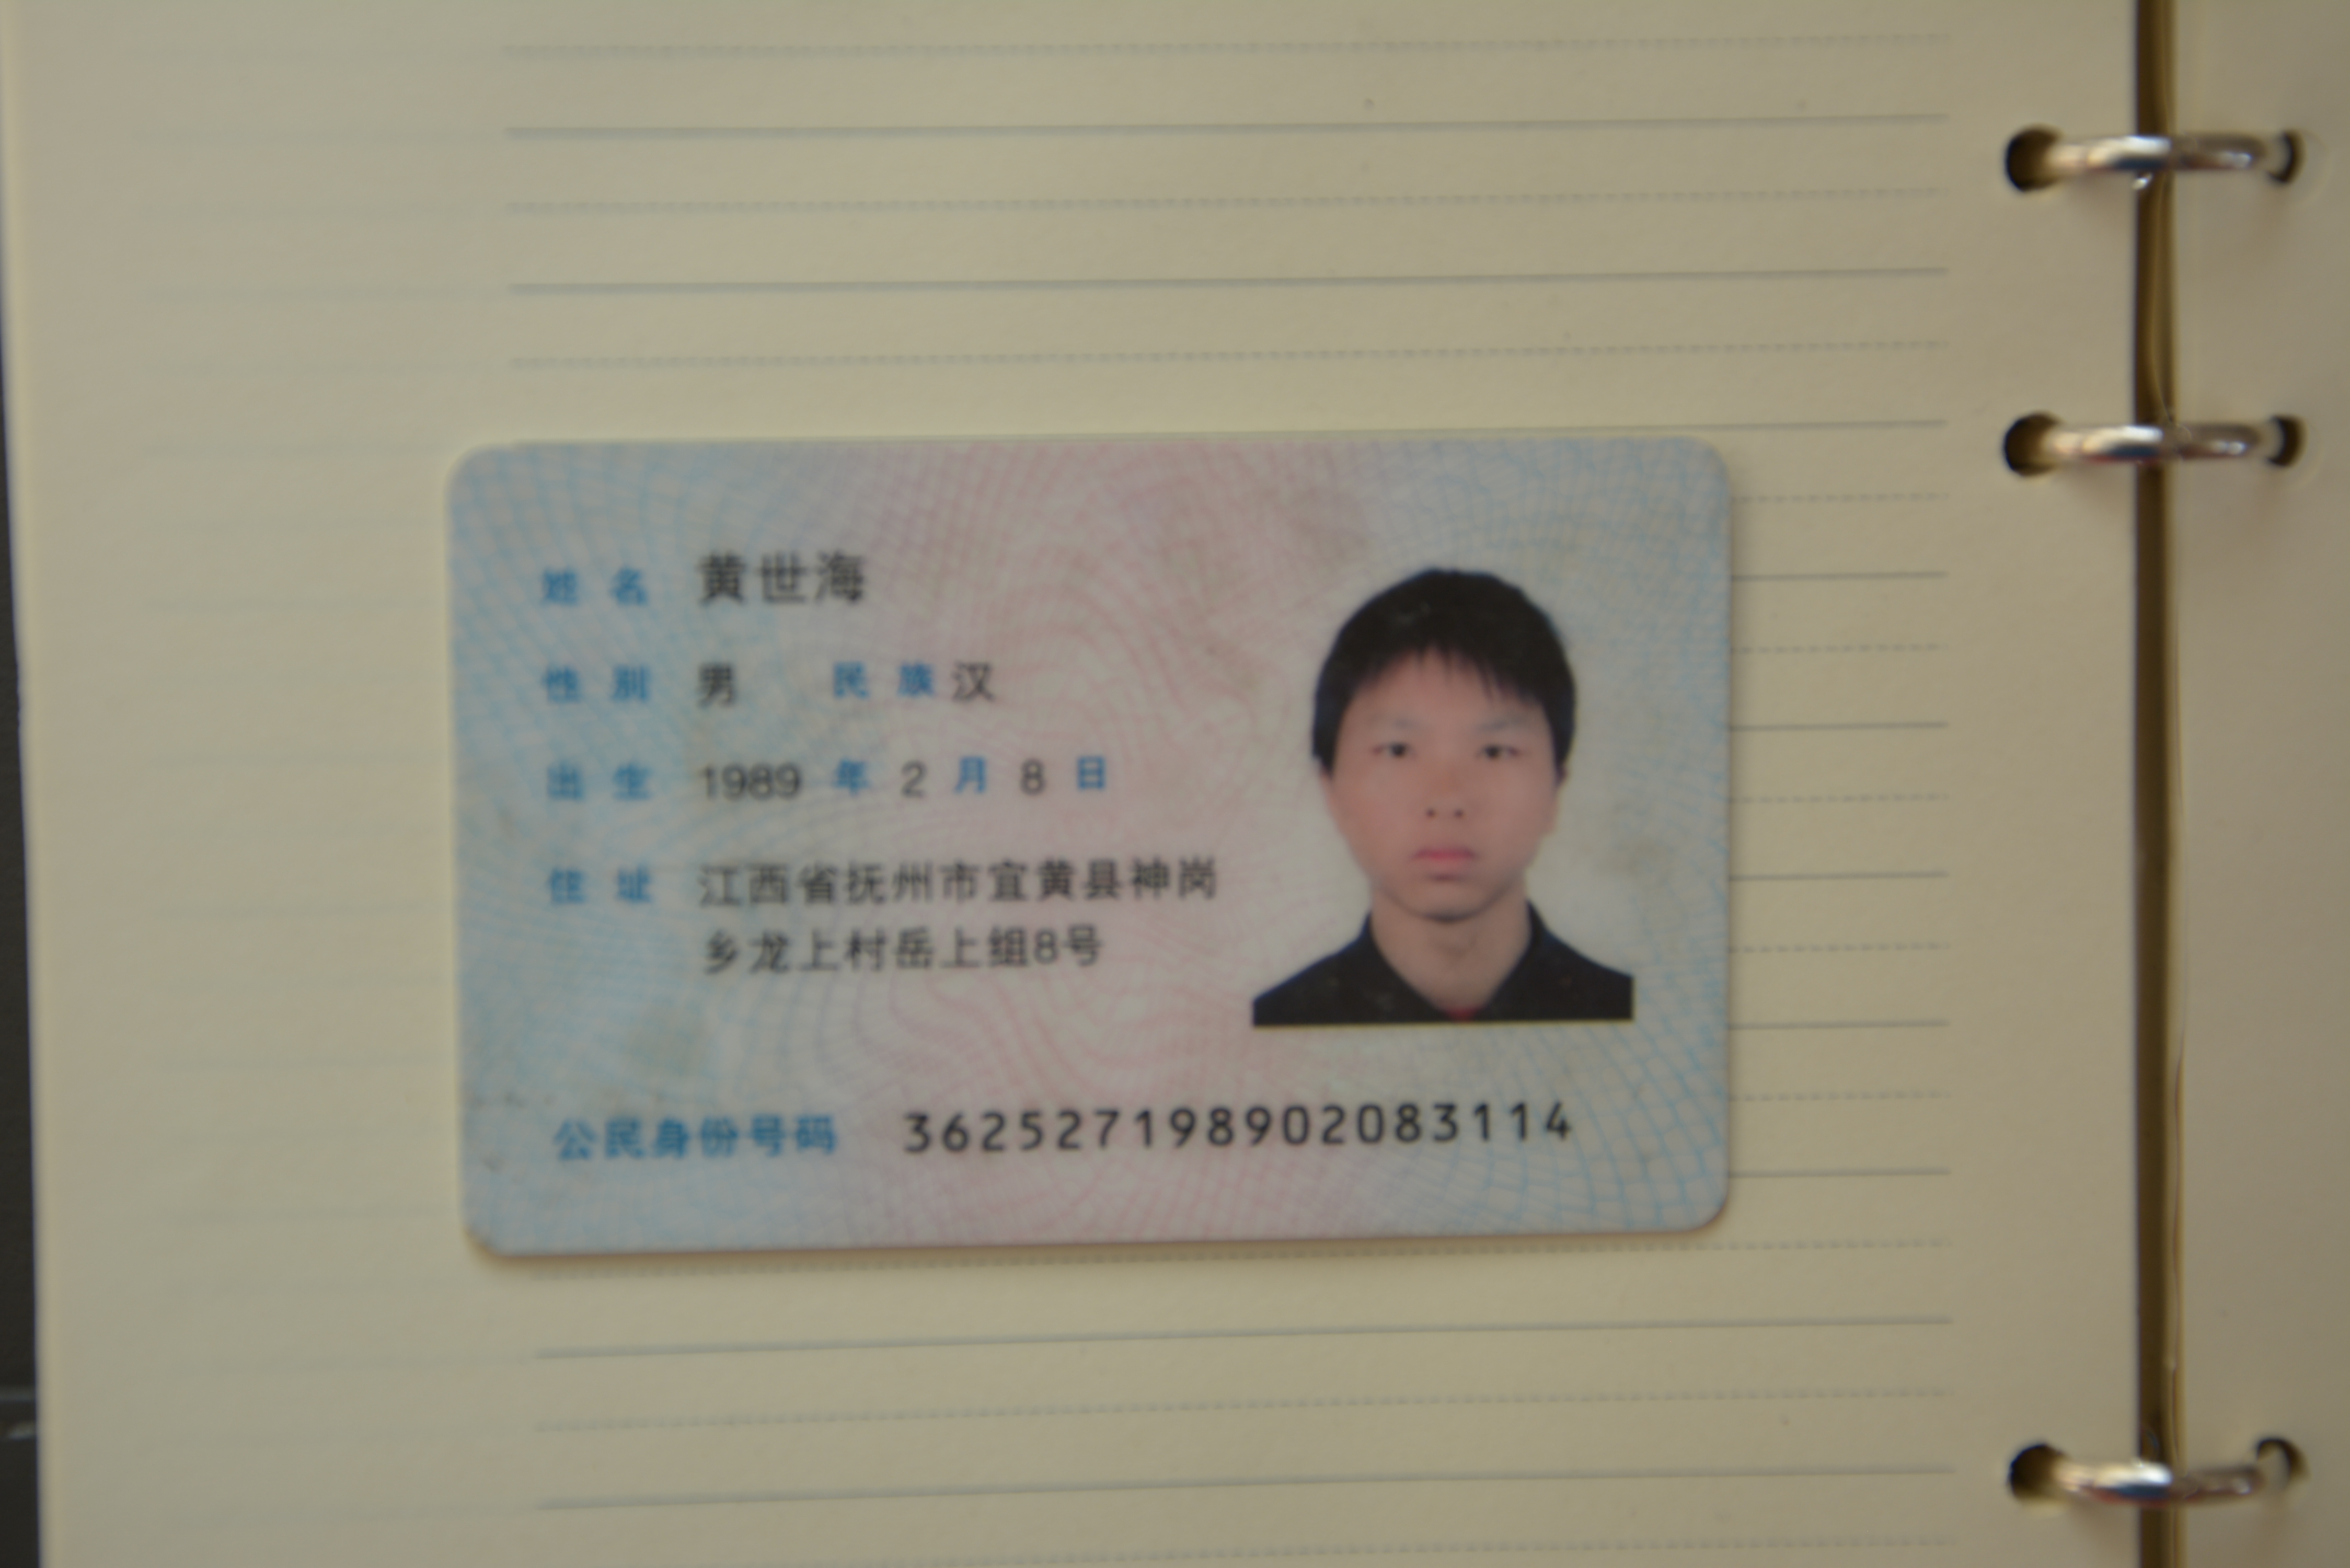 姓名 黄世海
性别 男 民族 汉
出生 1989 年 2 月 8 日
住址 江西省抚州市宜黄县神岗
乡龙上村岳上组8号
公民身份号码 362527198902083114